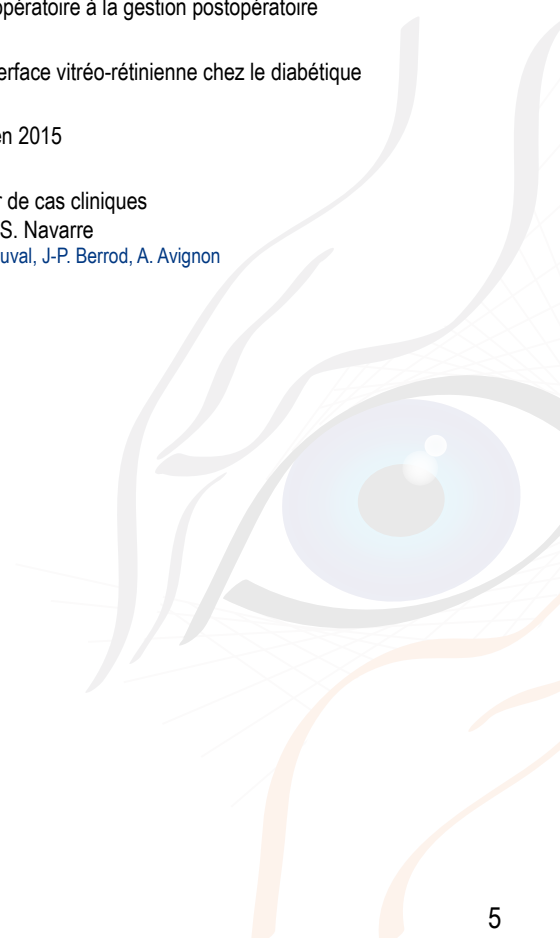 opératoire à la gestion postopératoire
erface vitréo-rétinienne chez le diabétique
en 2015
r de cas cliniques
S. Navarre
uval, J-P. Berrod, A. Avignon
5